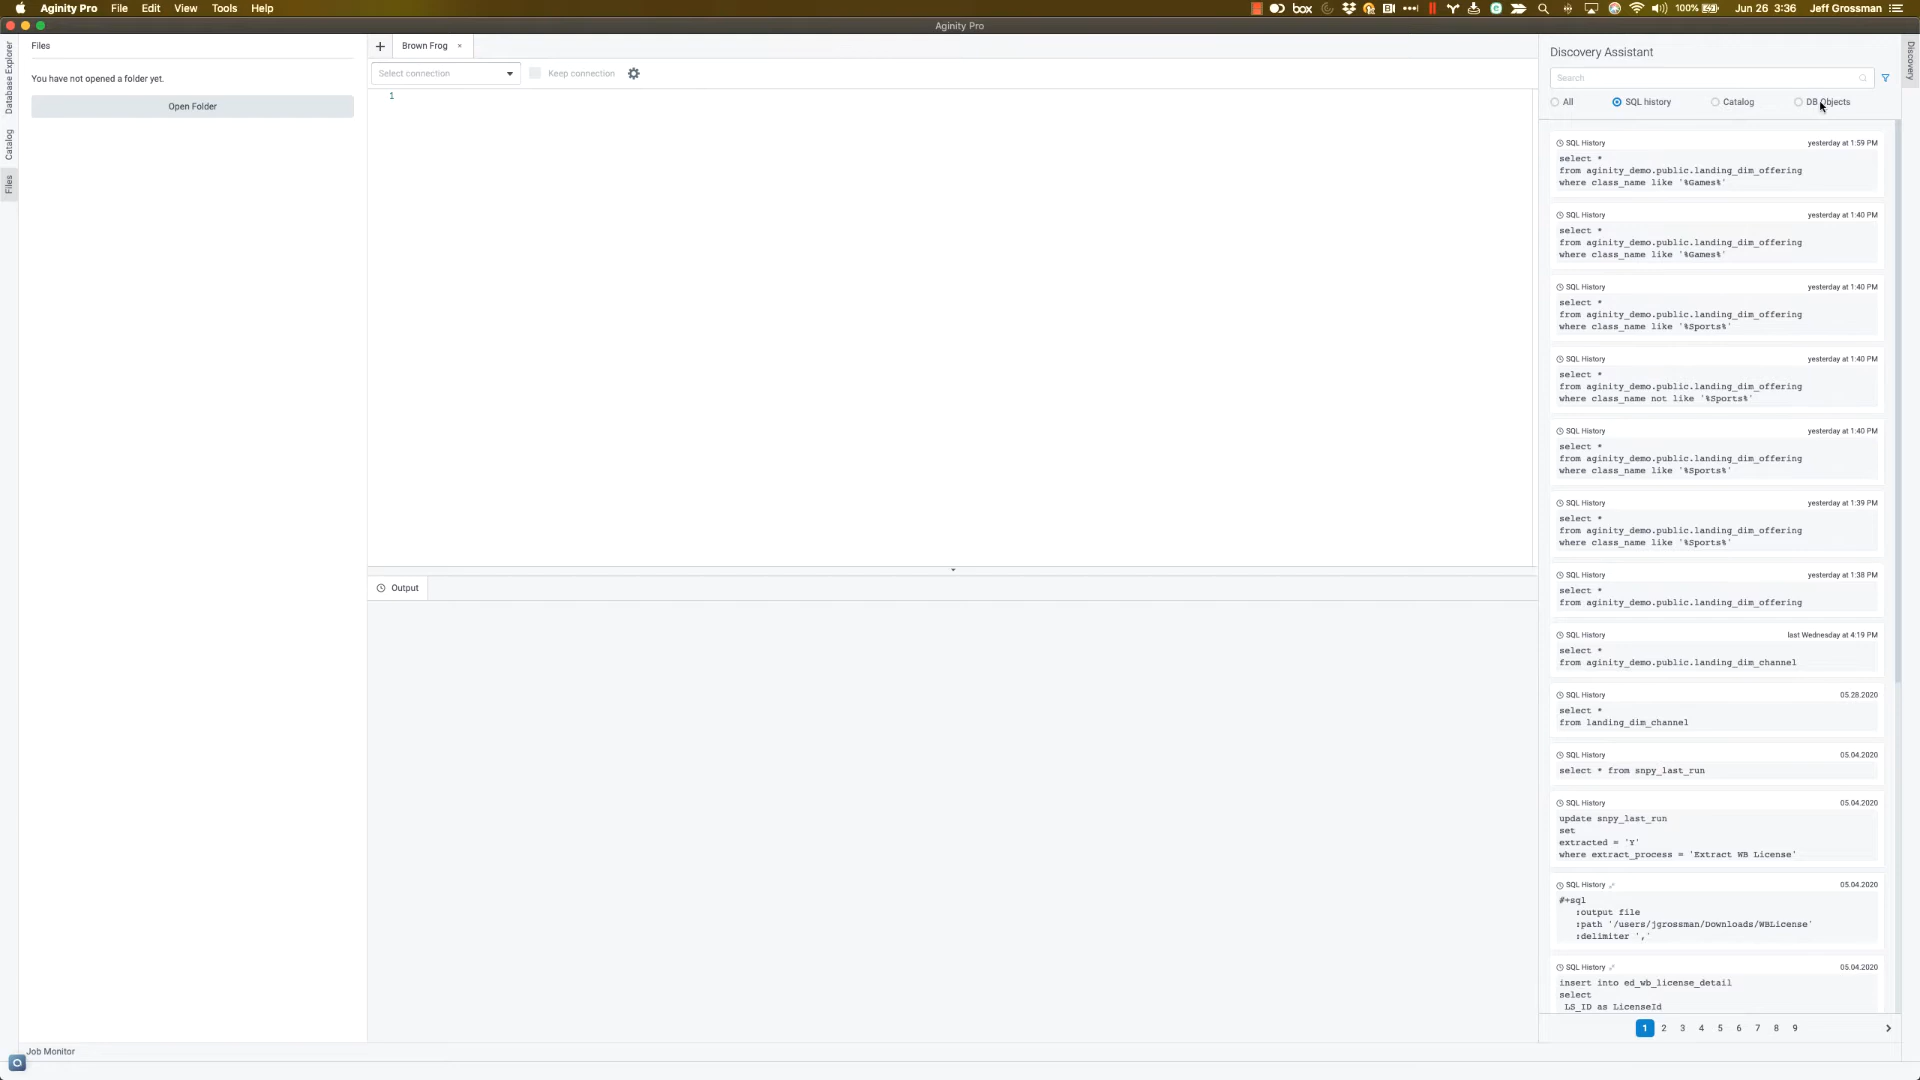 Aginity Pro File Edit View Tools Help box 100% Jun 26 3:36 Jeff Grossman
Aginity Pro
Database Explorer
Catalog
Files
Files
You have not opened a folder yet.
Open Folder
Brown Frog
Select connection Keep connection
1
Output
Discovery
Discovery Assistant
Search
All SQL history Catalog DB Objects
SQL History yesterday at 1:59 PM
select *
from aginity_demo.public.landing_dim_offering
where class_name like '%Games%'
SQL History yesterday at 1:40 PM
select *
from aginity_demo.public.landing_dim_offering
where class_name like '%Games%'
SQL History yesterday at 1:40 PM
select *
from aginity_demo.public.landing_dim_offering
where class_name like '%Sports%'
SQL History yesterday at 1:40 PM
select *
from aginity_demo.public.landing_dim_offering
where class_name not like '%Sports%'
SQL History yesterday at 1:40 PM
select *
from aginity_demo.public.landing_dim_offering
where class_name like '%Sports%'
SQL History yesterday at 1:39 PM
select *
from aginity_demo.public.landing_dim_offering
where class_name like '%Sports%'
SQL History yesterday at 1:38 PM
select *
from aginity_demo.public.landing_dim_offering
SQL History last Wednesday at 4:19 PM
select *
from aginity_demo.public.landing_dim_channel
SQL History 05.28.2020
select *
from landing_dim_channel
SQL History 05.04.2020
select * from snpy_last_run
SQL History 05.04.2020
update snpy_last_run
set
extracted = 'Y'
where extract_process = 'Extract WB License'
SQL History 05.04.2020
#+sql
:output file
:path '/users/jgrossman/Downloads/WBLicense'
:delimiter ','
SQL History 05.04.2020
insert into ed_wb_license_detail
select
LS_ID as LicenseId
1 2 3 4 5 6 7 8 9
Job Monitor